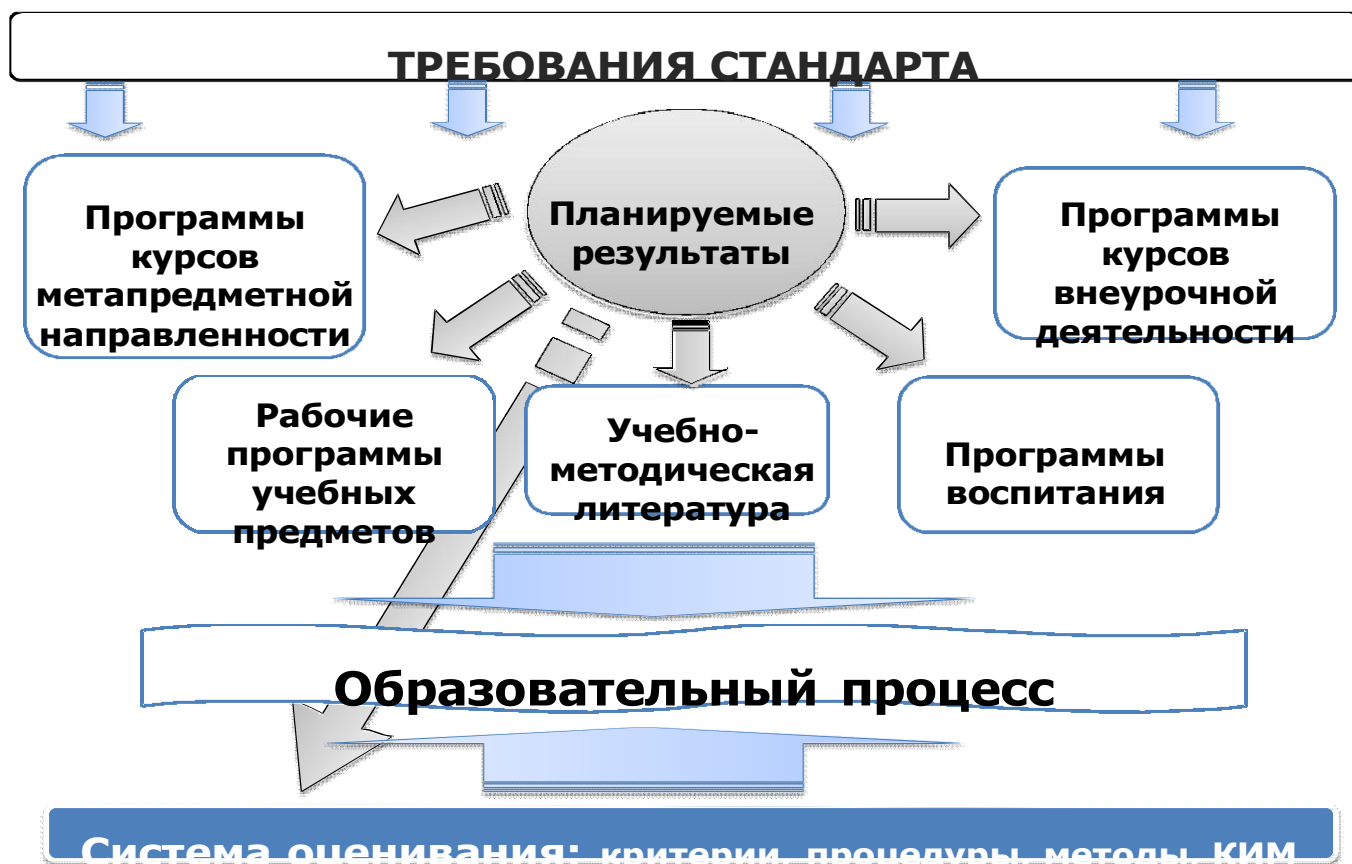 ТРЕБОВАНИЯ СТАНДАРТА
Планируемые
результаты
Программы
курсов
метапредметной
направленности
Программы
курсов
внеурочной
деятельности
Рабочие
программы
учебных
предметов
Учебно-
методическая
литература
Программы
воспитания
Образовательный процесс
Система оценивания: критерии, процедуры, методы, КИМ